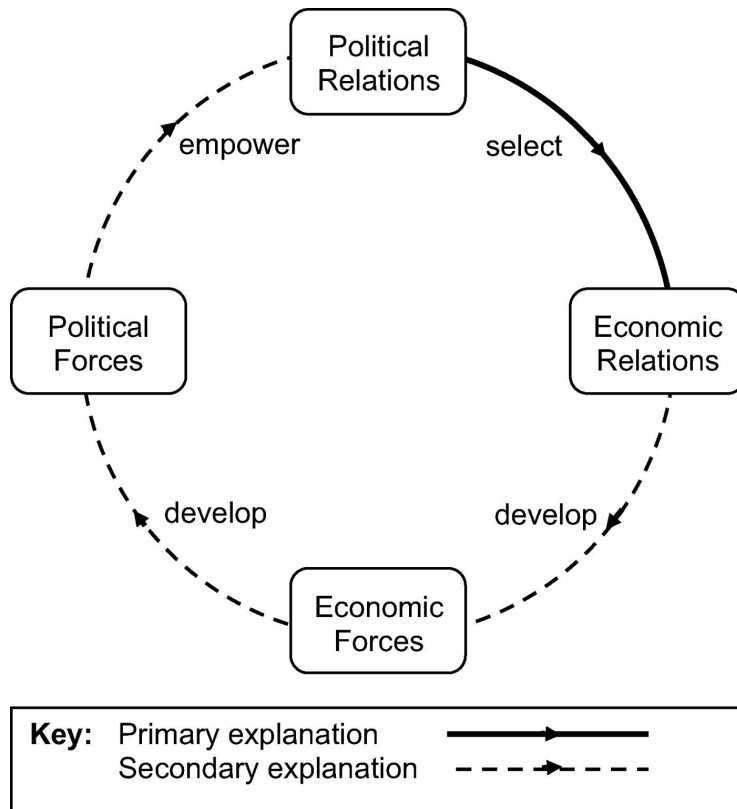 Political
Relations
empower
select
Political
Forces
Economic
Relations
develop
develop
Economic
Forces
Key: Primary explanation
Secondary explanation